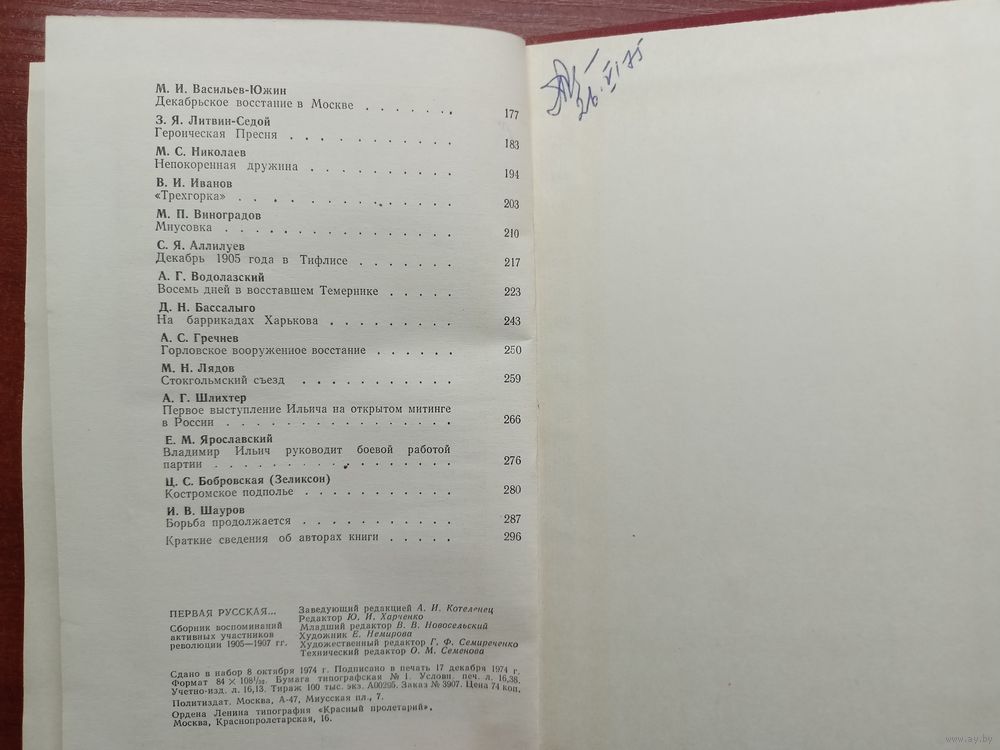 М. И. Васильев-Южин
Декабрьское восстание в Москве . . . . . . . 177
З. Я. Литвин-Седой
Героическая Пресня . . . . . . . . . . . 183
М. С. Николаев
Непокоренная дружина . . . . . . . . . . 194
В. И. Иванов
«Трехгорка» . . . . . . . . . . . . . 203
М. П. Виноградов
Миусовка . . . . . . . . . . . . . . 210
С. Я. Аллилуев
Декабрь 1905 года в Тифлисе . . . . . . . 217
А. Г. Водолазский
Восемь дней в восставшем Темернике . . . . . 223
Д. Н. Бассалыго
На баррикадах Харькова . . . . . . . . . 243
А. С. Гречнев
Горловское вооруженное восстание . . . . . . 250
М. Н. Лядов
Стокгольмский съезд . . . . . . . . . . . 259
А. Г. Шлихтер
Первое выступление Ильича на открытом митинге
в России . . . . . . . . . . . . . . . 266
Е. М. Ярославский
Владимир Ильич руководит боевой работой
партии . . . . . . . . . . . . . . . 276
Ц. С. Бобровская (Зеликсон)
Костромское подполье . . . . . . . . . . 280
И. В. Шауров
Борьба продолжается . . . . . . . . . . . 287
Краткие сведения об авторах книги . . . . . 296
ПЕРВАЯ РУССКАЯ...
Сборник воспоминаний
активных участников
революции 1905—1907 гг.
Заведующий редакцией А. И. Котеленец
Редактор Ю. И. Харченко
Младший редактор В. В. Новосельский
Художник Е. Немирова
Художественный редактор Г. Ф. Семиреченко
Технический редактор О. М. Семенова
Сдано в набор 8 октября 1974 г. Подписано в печать 17 декабря 1974 г.
Формат 84 × 108¹/₃₂. Бумага типографская № 1. Условн. печ. л. 16,38.
Учетно-изд. л. 16,13. Тираж 100 тыс. экз. А00295. Заказ № 3907. Цена 74 коп.
Политиздат. Москва, А-47, Миусская пл., 7.
Ордена Ленина типография «Красный пролетарий».
Москва, Краснопролетарская, 16.
26.VI 75
www.ay.by